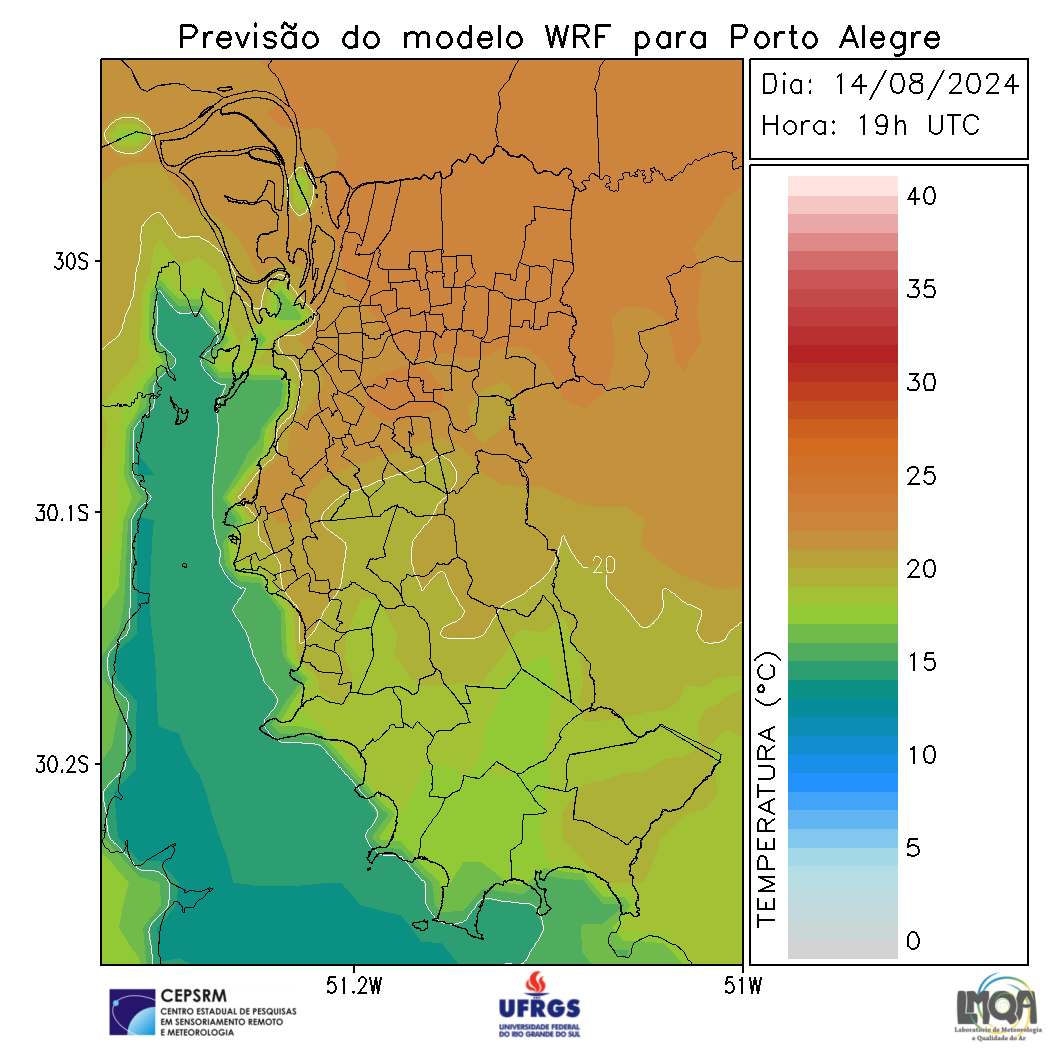 Previsão do modelo WRF para Porto Alegre
Dia: 14/08/2024
Hora: 19h UTC
30S
30.1S
30.2S
51.2W
51W
20
40
35
30
25
20
15
10
5
0
TEMPERATURA (°C)
CEPSRM
CENTRO ESTADUAL DE PESQUISAS
EM SENSORIAMENTO REMOTO
E METEOROLOGIA
UFRGS
UNIVERSIDADE FEDERAL
DO RIO GRANDE DO SUL
LMQA
Laboratório de Meteorologia
e Qualidade do Ar